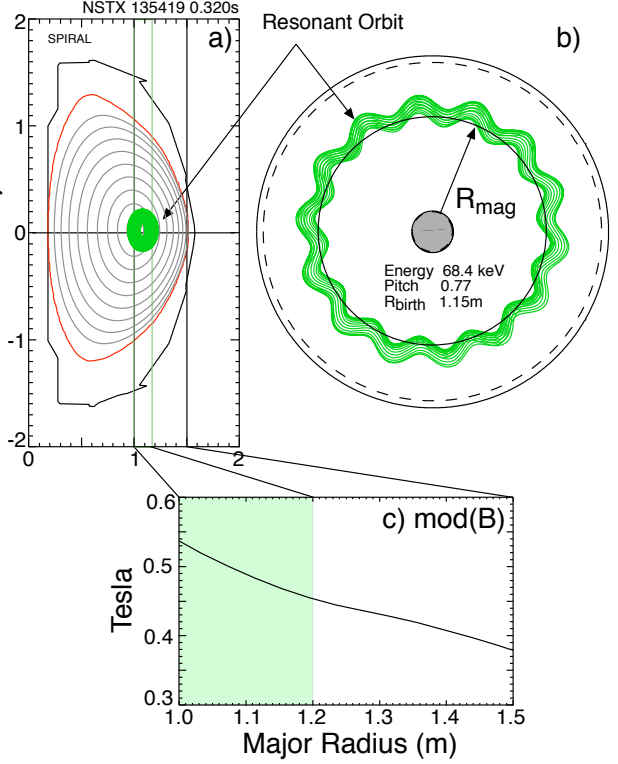 NSTX 135419 0.320s
SPIRAL
a)
Resonant Orbit
b)
2
1
0
-1
-2
0
1
2
Rmag
Energy 68.4 keV
Pitch 0.77
Rbirth 1.15m
c) mod(B)
0.6
0.5
0.4
0.3
Tesla
1.0 1.1 1.2 1.3 1.4 1.5
Major Radius (m)